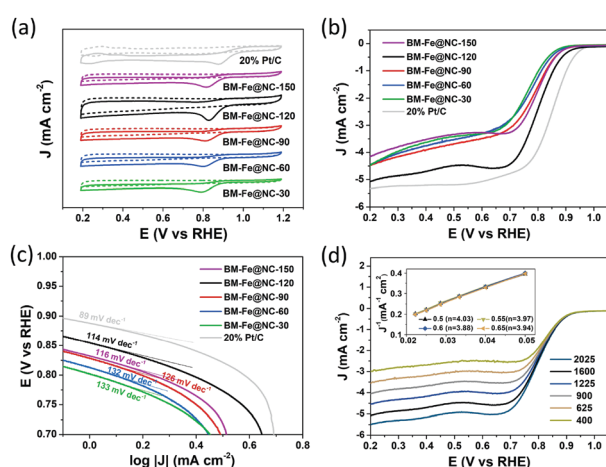 (a)
J (mA cm⁻²)
20% Pt/C
BM-Fe@NC-150
BM-Fe@NC-120
BM-Fe@NC-90
BM-Fe@NC-60
BM-Fe@NC-30
0.2 0.4 0.6 0.8 1.0 1.2
E (V vs RHE)
(b)
J (mA cm⁻²)
0
-1
-2
-3
-4
-5
-6
BM-Fe@NC-150
BM-Fe@NC-120
BM-Fe@NC-90
BM-Fe@NC-60
BM-Fe@NC-30
20% Pt/C
0.2 0.3 0.4 0.5 0.6 0.7 0.8 0.9 1.0
E (V vs RHE)
(c)
E (V vs RHE)
0.95
0.90
0.85
0.80
0.75
0.70
BM-Fe@NC-150
BM-Fe@NC-120
BM-Fe@NC-90
BM-Fe@NC-60
BM-Fe@NC-30
20% Pt/C
89 mV dec⁻¹
114 mV dec⁻¹
116 mV dec⁻¹
126 mV dec⁻¹
132 mV dec⁻¹
133 mV dec⁻¹
0.0 0.2 0.4 0.6 0.8
log |J| (mA cm⁻²)
(d)
J (mA cm⁻²)
2
1
0
-1
-2
-3
-4
-5
-6
J⁻¹(mA⁻¹ cm²)
0.4
0.3
0.2
0.5 (n=4.03) 0.55(n=3.97)
0.6 (n=3.88) 0.65(n=3.94)
0.02 0.03 0.04 0.05
2025
1600
1225
900
625
400
0.2 0.3 0.4 0.5 0.6 0.7 0.8 0.9 1.0
E (V vs RHE)